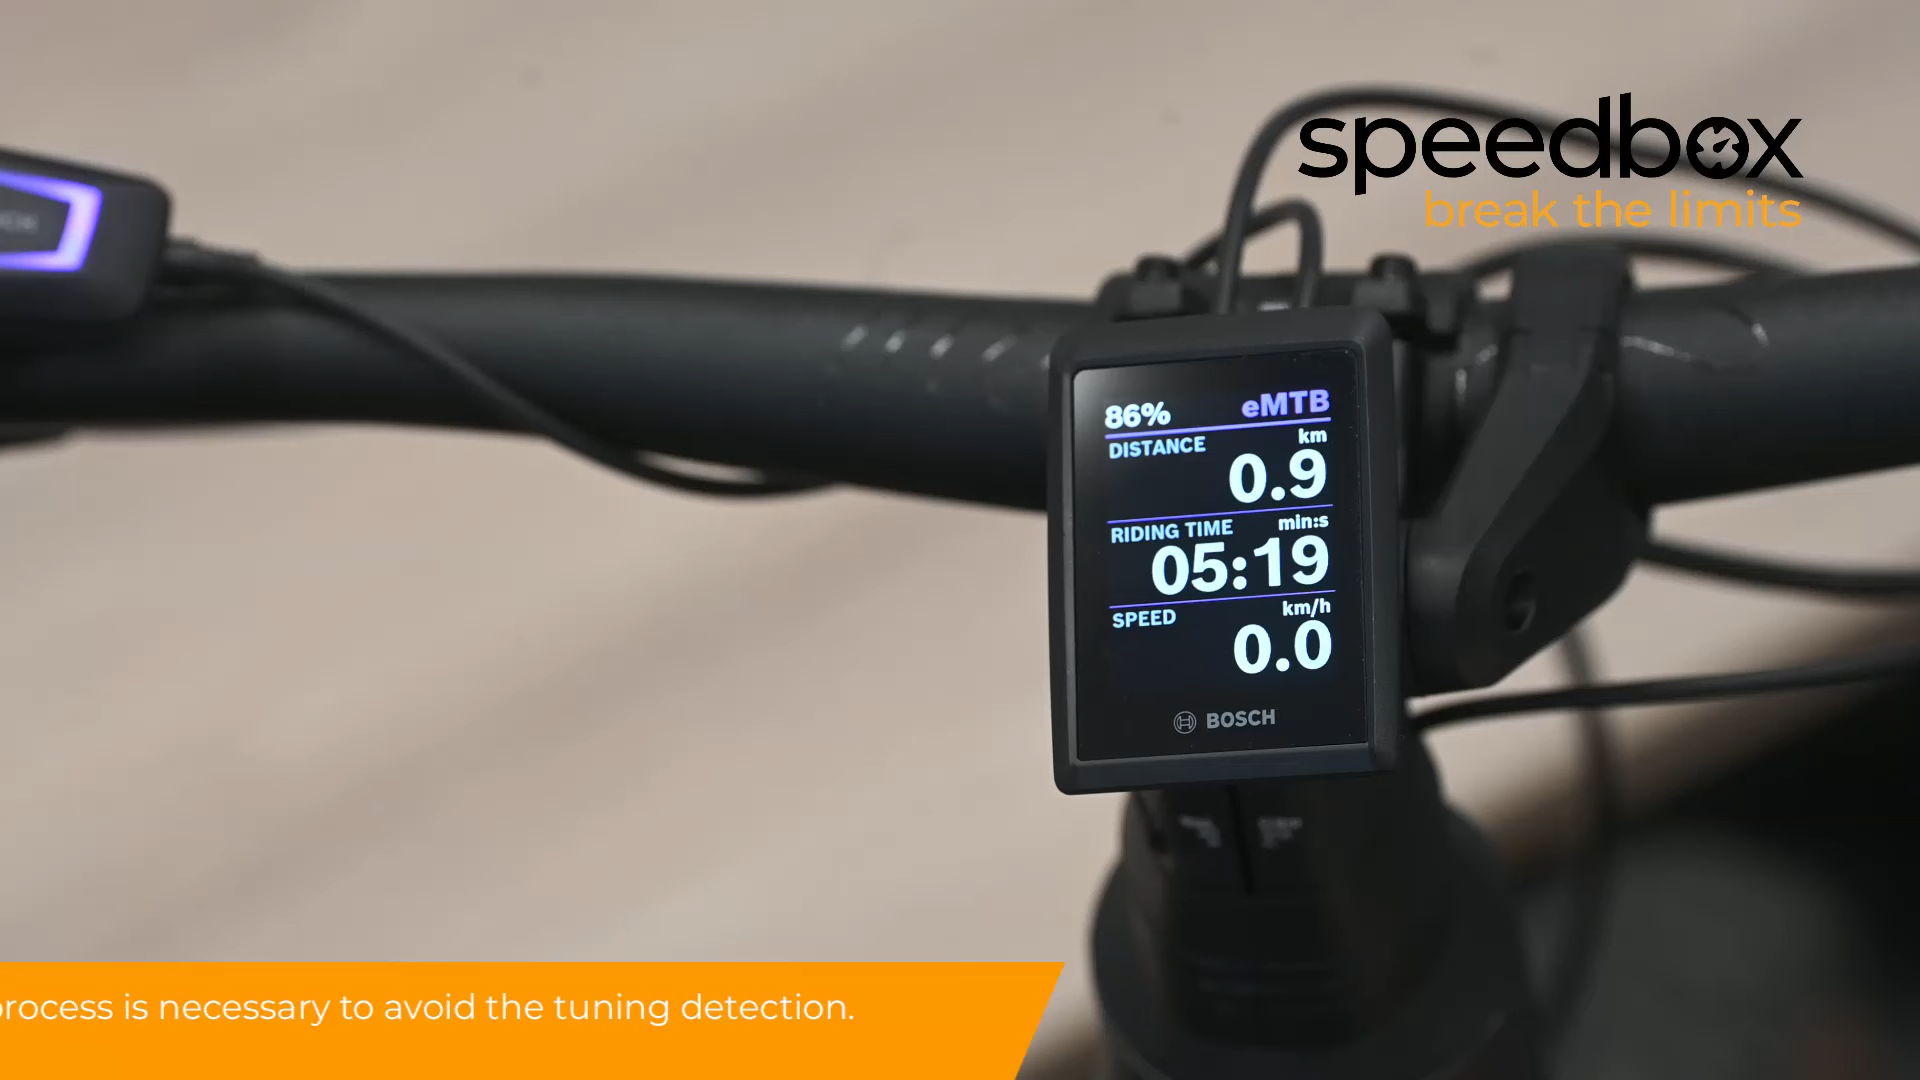 speedbox
break the limits
86% eMTB
DISTANCE km
0.9
RIDING TIME min:s
05:19
SPEED km/h
0.0
BOSCH
process is necessary to avoid the tuning detection.